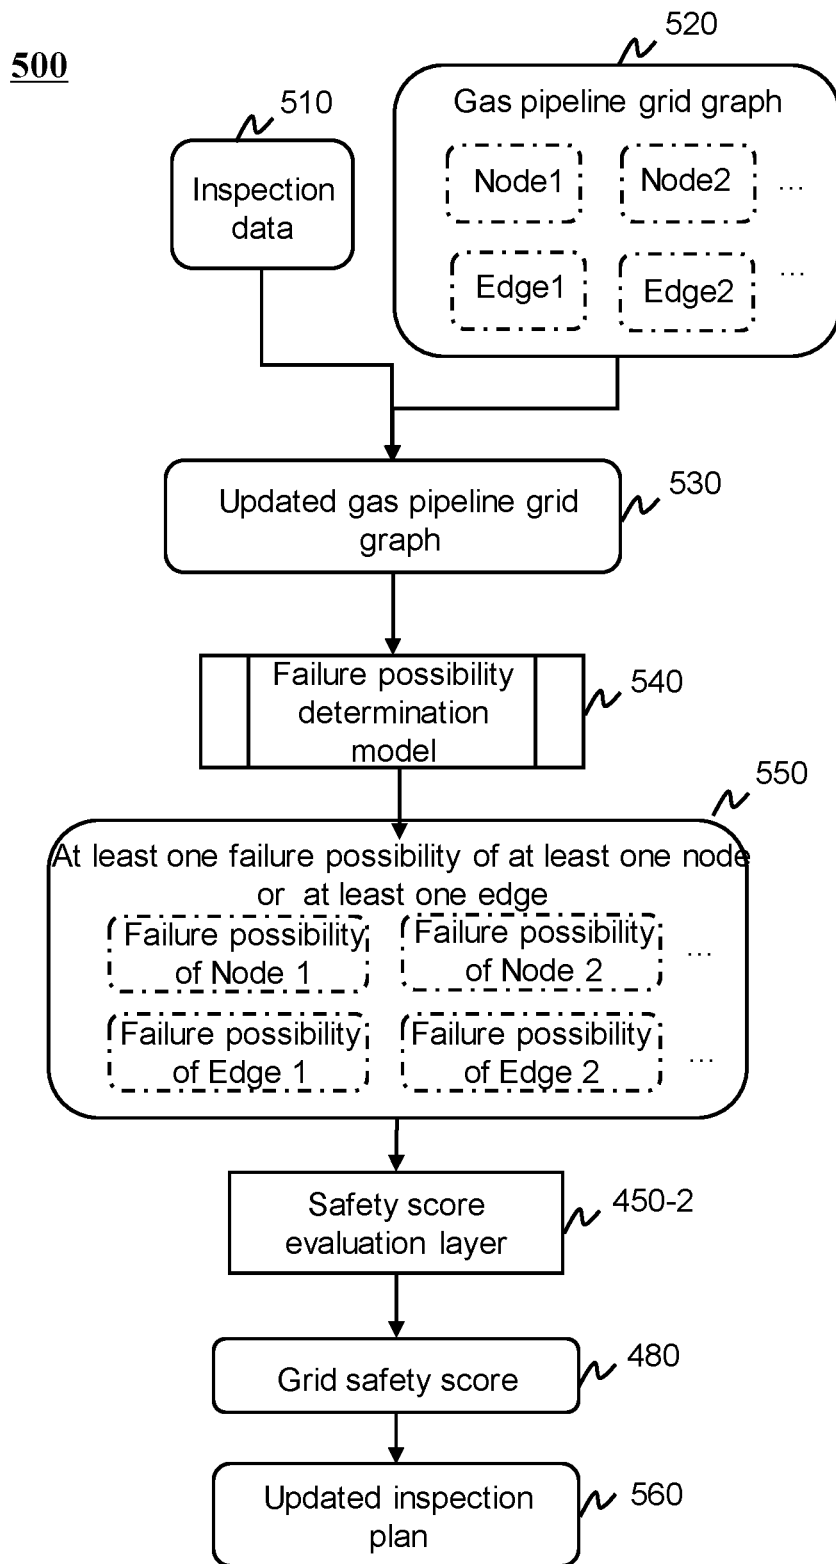 500
520
Gas pipeline grid graph
510
Inspection
data
Node1
Node2
...
Edge1
Edge2
...
Updated gas pipeline grid
graph
530
Failure possibility
determination
model
540
550
At least one failure possibility of at least one node
or at least one edge
Failure possibility
of Node 1
Failure possibility
of Node 2
...
Failure possibility
of Edge 1
Failure possibility
of Edge 2
...
Safety score
evaluation layer
450-2
Grid safety score
480
Updated inspection
plan
560